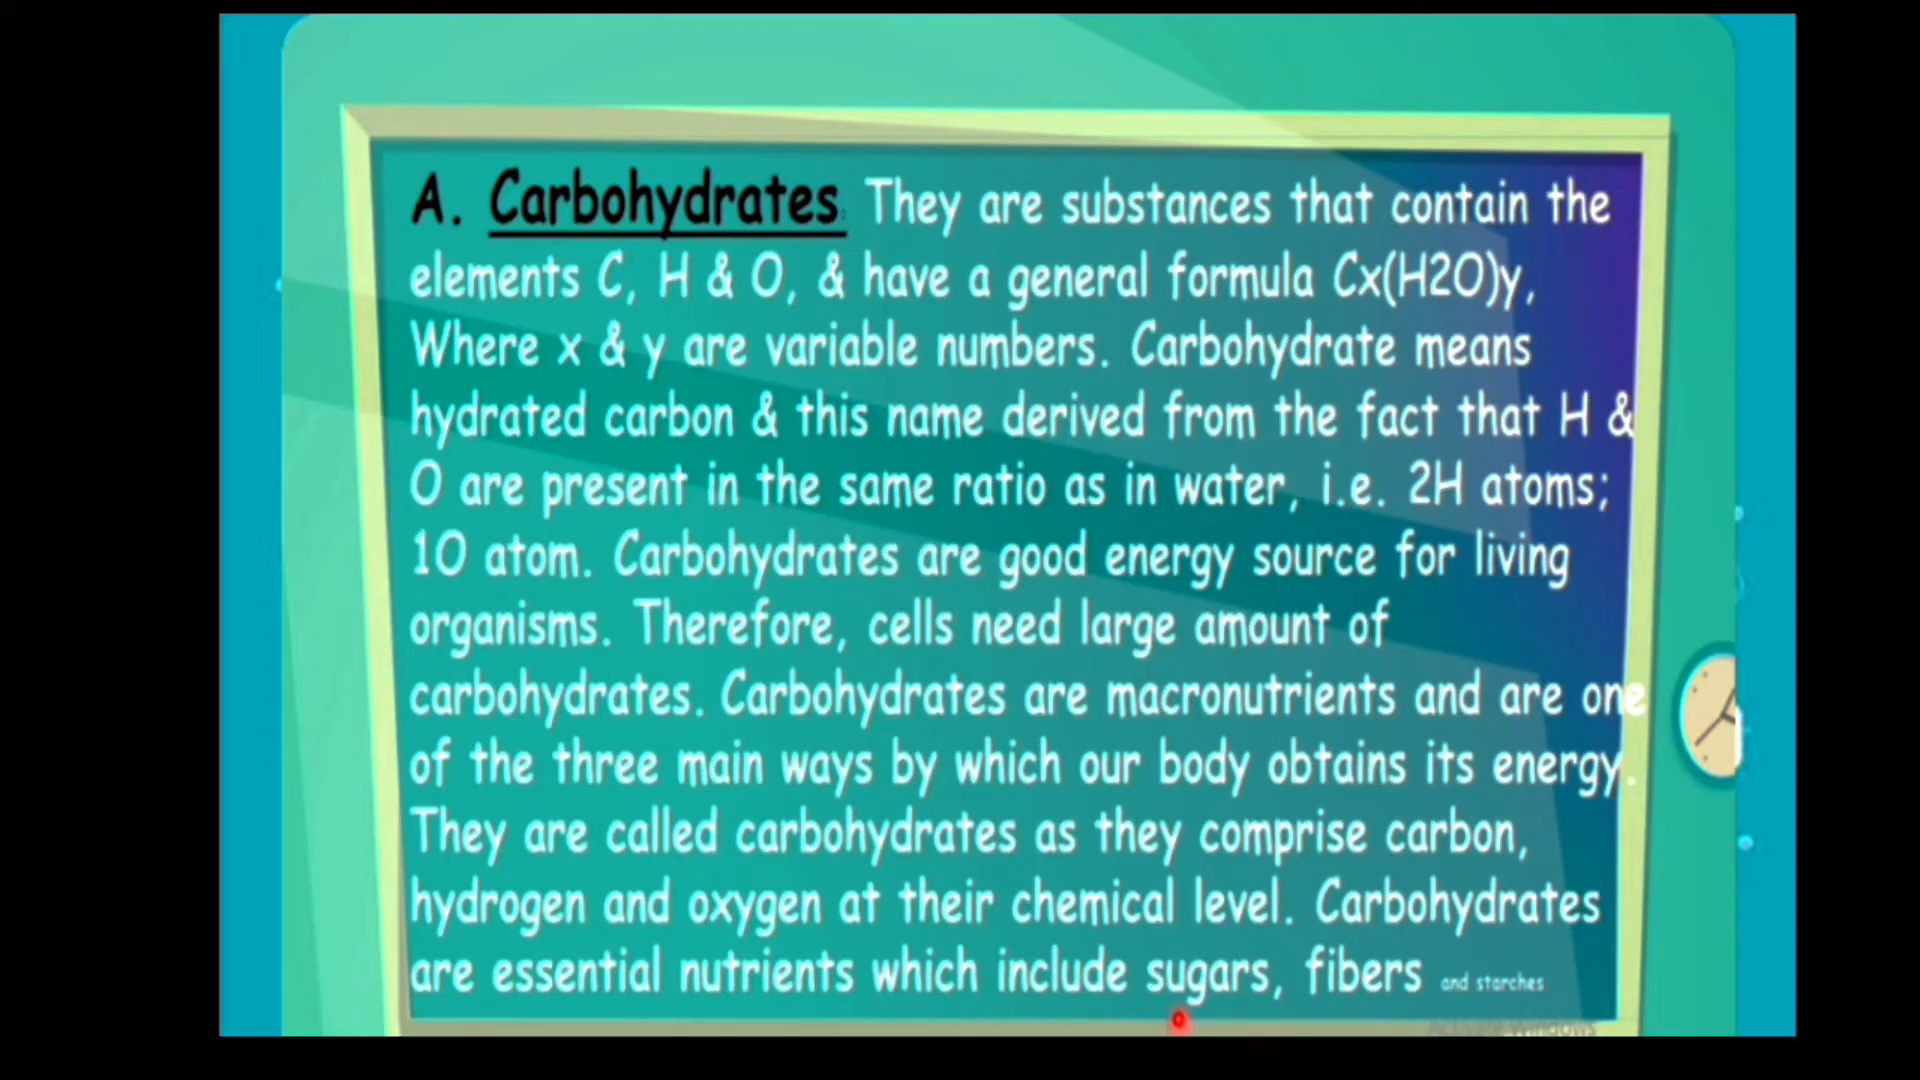 A. Carbohydrates: They are substances that contain the
elements C, H & O, & have a general formula Cx(H2O)y,
Where x & y are variable numbers. Carbohydrate means
hydrated carbon & this name derived from the fact that H &
O are present in the same ratio as in water, i.e. 2H atoms;
1O atom. Carbohydrates are good energy source for living
organisms. Therefore, cells need large amount of
carbohydrates. Carbohydrates are macronutrients and are one
of the three main ways by which our body obtains its energy.
They are called carbohydrates as they comprise carbon,
hydrogen and oxygen at their chemical level. Carbohydrates
are essential nutrients which include sugars, fibers and starches
Activate Windows